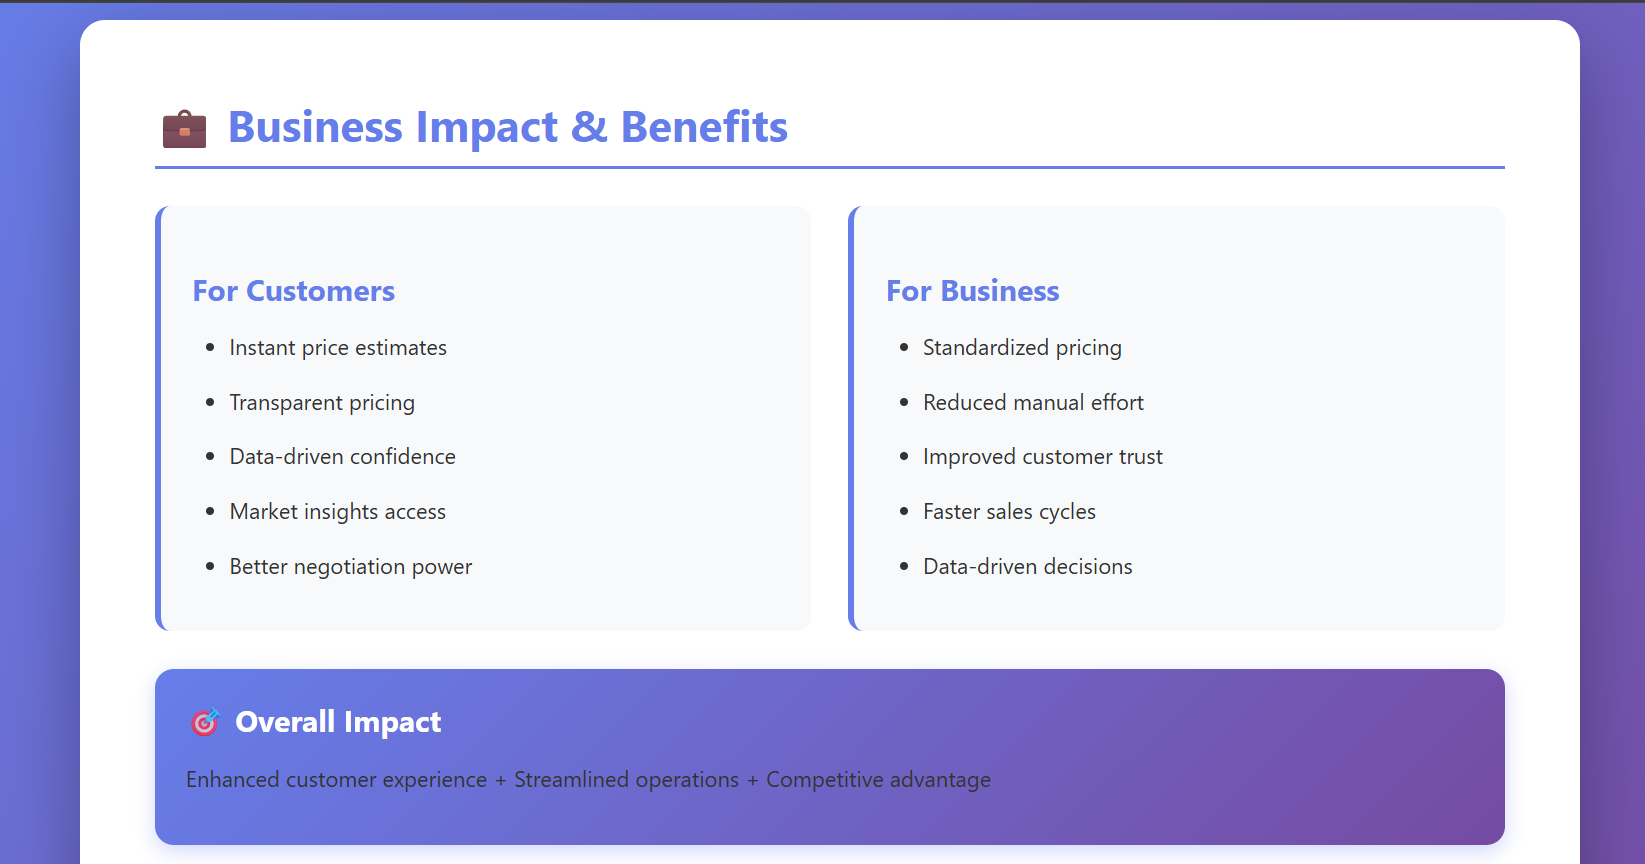 Business Impact & Benefits
For Customers
Instant price estimates
Transparent pricing
Data-driven confidence
Market insights access
Better negotiation power
For Business
Standardized pricing
Reduced manual effort
Improved customer trust
Faster sales cycles
Data-driven decisions
Overall Impact
Enhanced customer experience + Streamlined operations + Competitive advantage